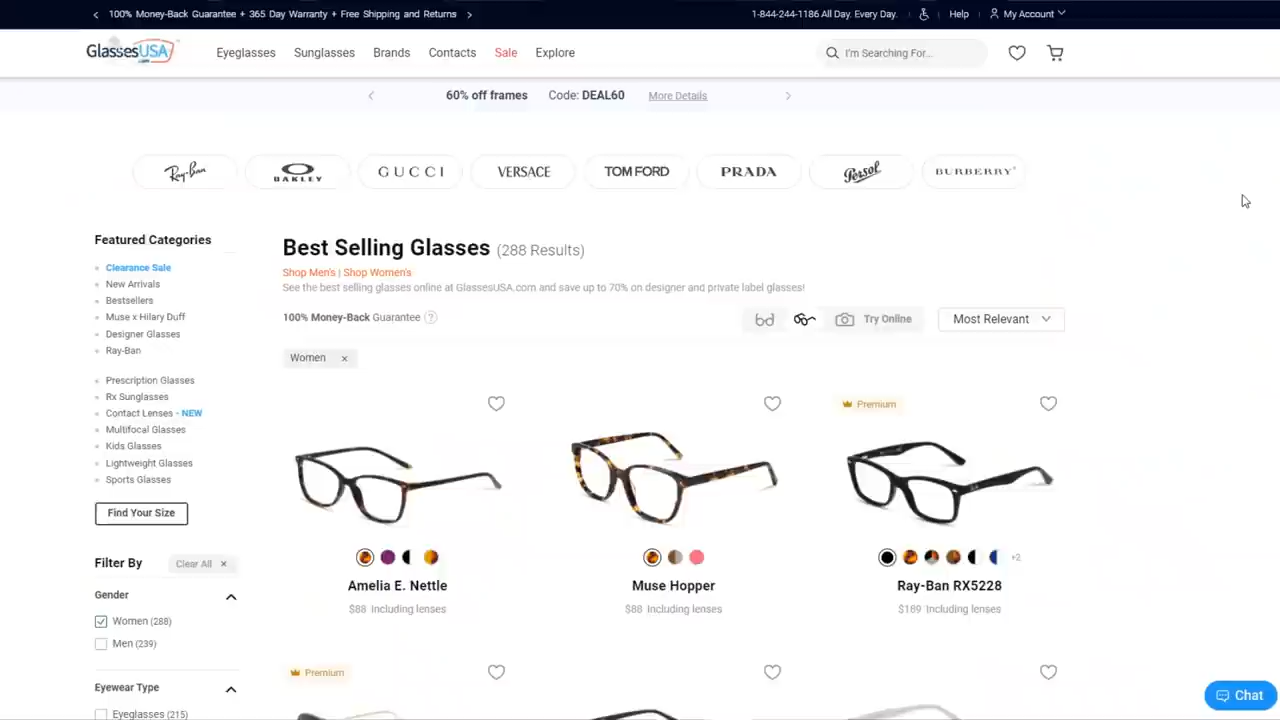 100% Money-Back Guarantee + 365 Day Warranty + Free Shipping and Returns
1-844-244-1186 All Day. Every Day.
Help
My Account
GlassesUSA
.com
Eyeglasses
Sunglasses
Brands
Contacts
Sale
Explore
I'm Searching For...
60% off frames
Code: DEAL60
More Details
Ray-Ban
OAKLEY
GUCCI
VERSACE
TOM FORD
PRADA
Persol
BURBERRY
Featured Categories
Clearance Sale
New Arrivals
Bestsellers
Muse x Hilary Duff
Designer Glasses
Ray-Ban
Prescription Glasses
Rx Sunglasses
Contact Lenses - NEW
Multifocal Glasses
Kids Glasses
Lightweight Glasses
Sports Glasses
Find Your Size
Filter By
Clear All ×
Gender
Women (288)
Men (239)
Eyewear Type
Eyeglasses (215)
Best Selling Glasses (288 Results)
Shop Men's | Shop Women's
See the best selling glasses online at GlassesUSA.com and save up to 70% on designer and private label glasses!
100% Money-Back Guarantee ?
Try Online
Most Relevant
Women ×
Premium
Amelia E. Nettle
$88 Including lenses
Muse Hopper
$88 Including lenses
+2
Ray-Ban RX5228
$189 Including lenses
Premium
Chat